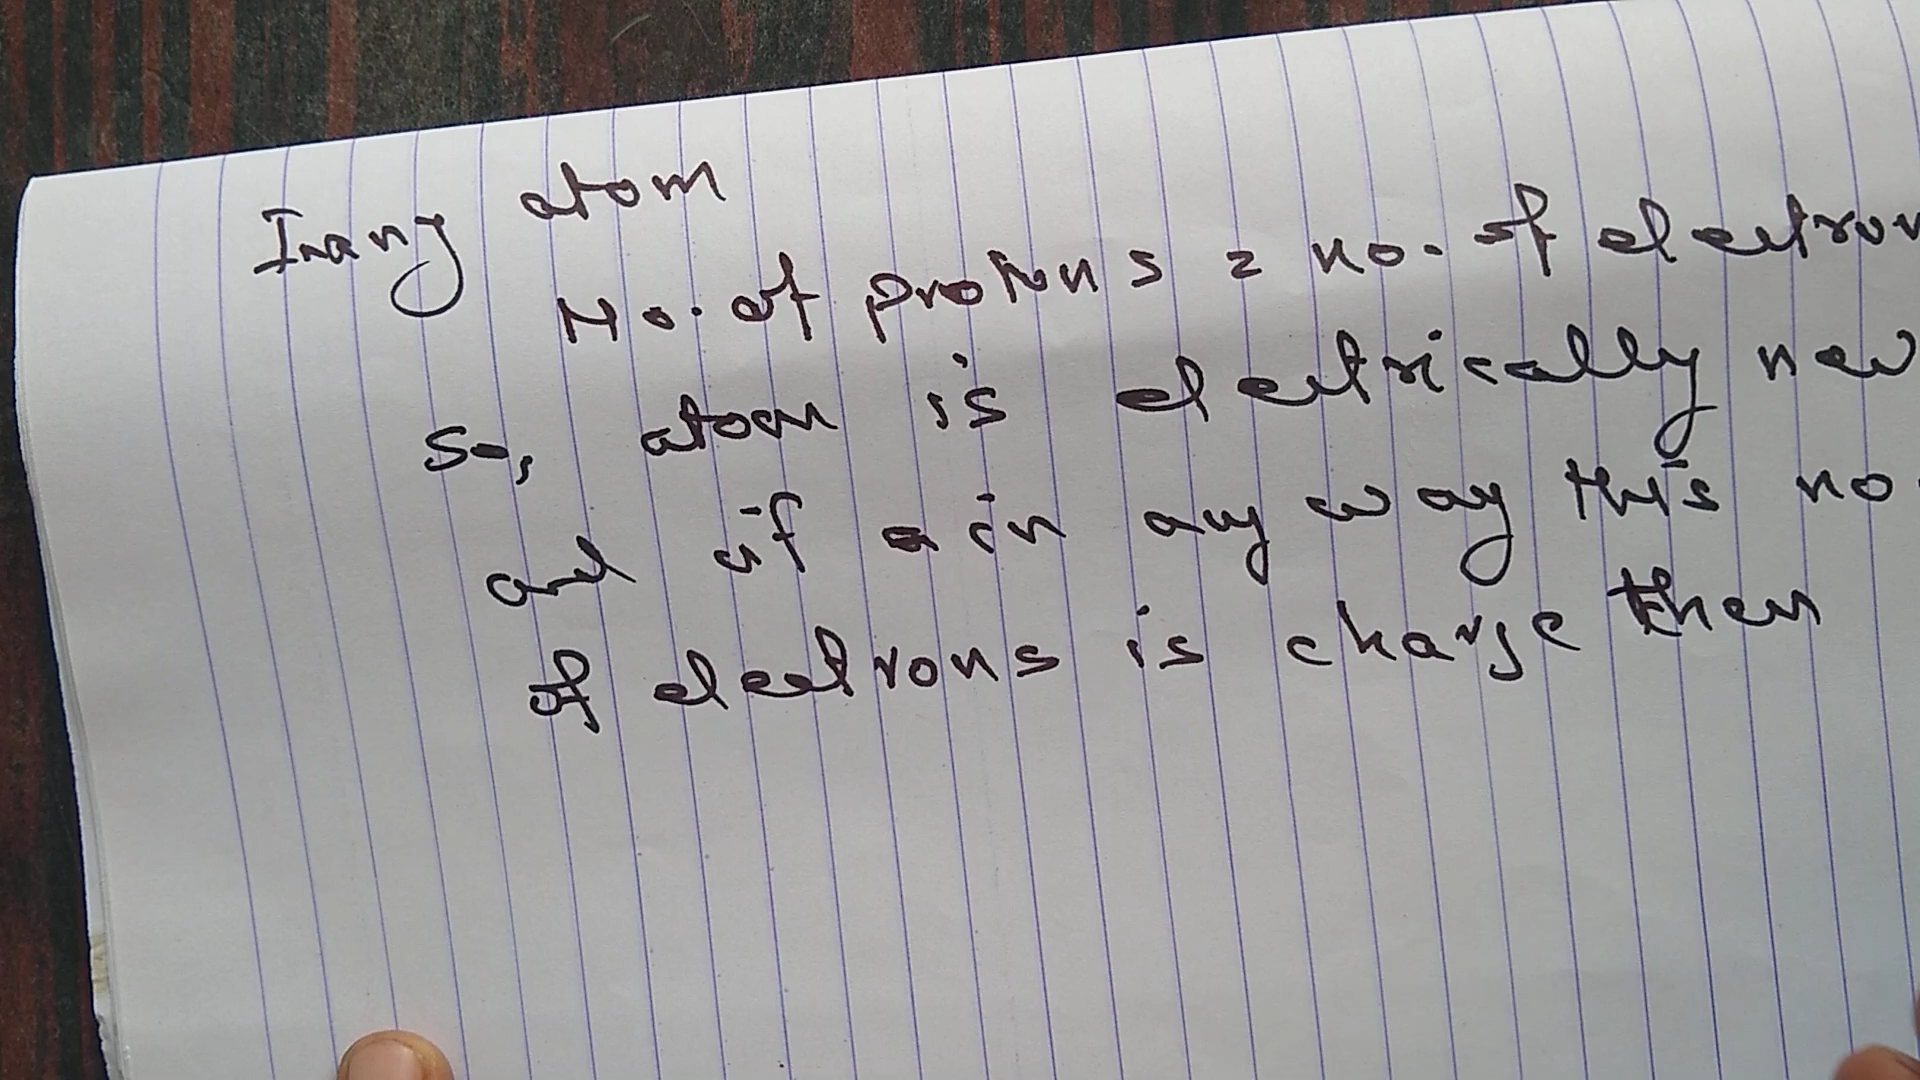 In any atom
No. of protons = no. of electron
So, atom is electrically neu
and if a in any way this no.
of electrons is charge then